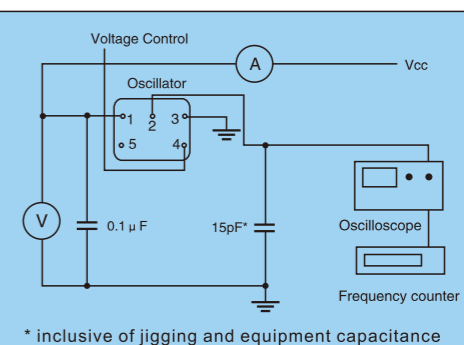 Voltage Control
A
Vcc
Oscillator
1
2
3
5
4
V
0.1 μ F
15pF*
Oscilloscope
Frequency counter
* inclusive of jigging and equipment capacitance